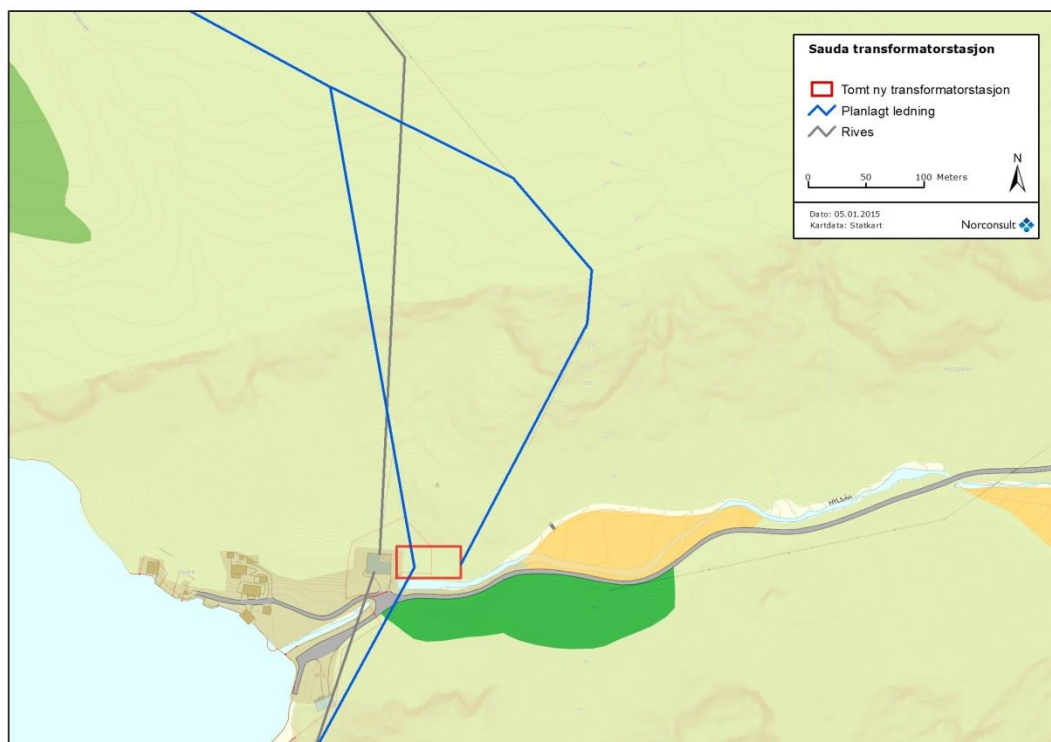 Sauda transformatorstasjon
Tomt ny transformatorstasjon
Planlagt ledning
Rives
N
0 50 100 Meters
Dato: 05.01.2015
Kartdata: Statkart
Norconsult
HYLSÅA